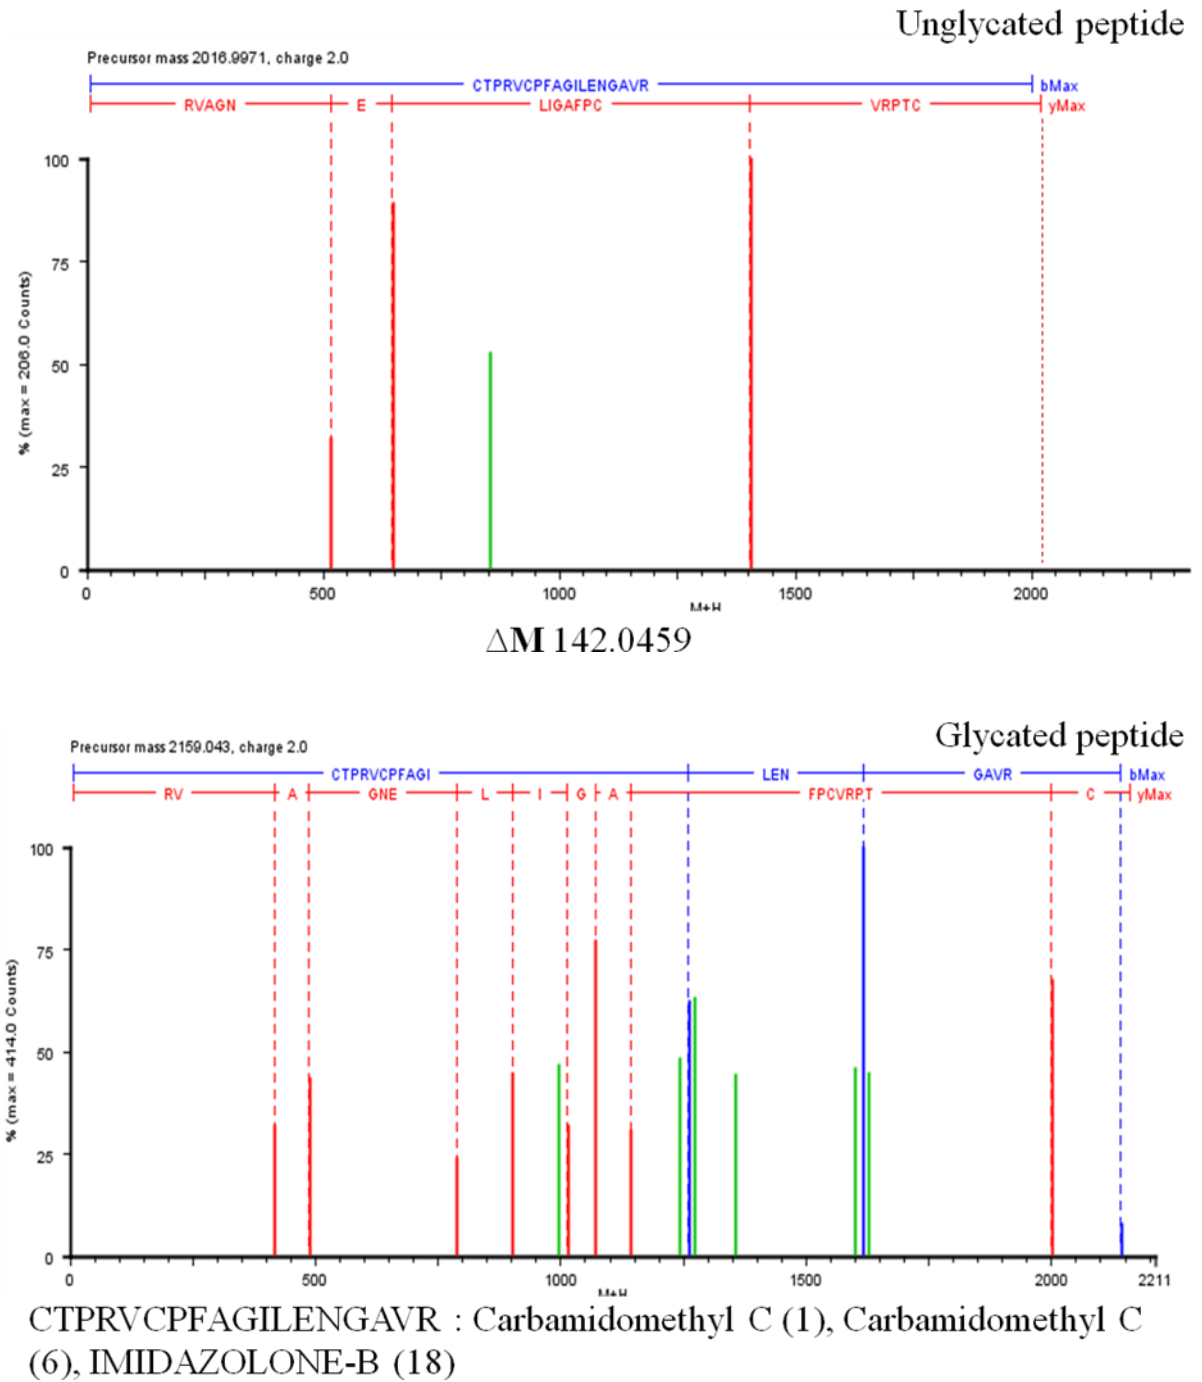 Unglycated peptide
Precursor mass 2016.9971, charge 2.0
CTPRVCPFAGILENGAVR bMax
RVAGN E LIGAFPC VRPTC yMax
100
75
50
25
0
% (max = 206.0 Counts)
0 500 1000 1500 2000
M+H
ΔM 142.0459
Glycated peptide
Precursor mass 2159.043, charge 2.0
CTPRVCPFAGI LEN GAVR bMax
RV A GNE L I G A FPCVRPT C yMax
100
75
50
25
0
% (max = 414.0 Counts)
0 500 1000 1500 2000 2211
M+H
CTPRVCPFAGILENGAVR : Carbamidomethyl C (1), Carbamidomethyl C
(6), IMIDAZOLONE-B (18)